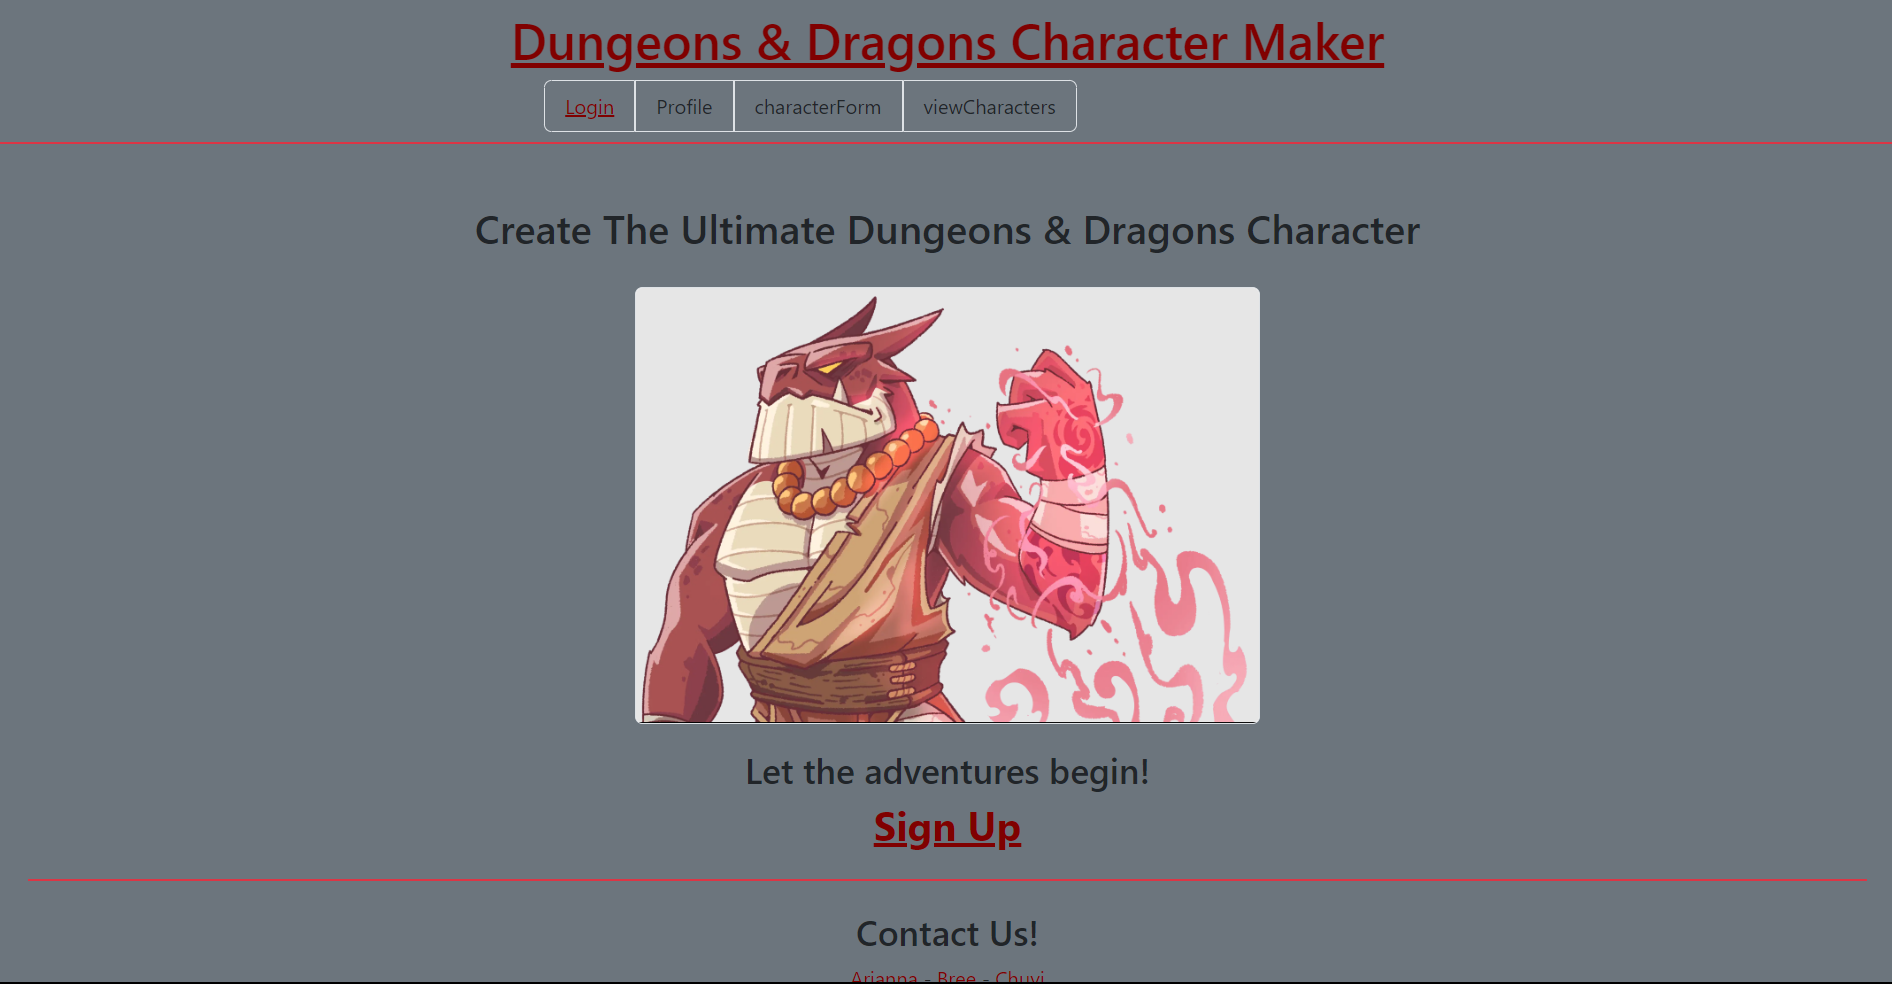 Dungeons & Dragons Character Maker
Login Profile characterForm viewCharacters
Create The Ultimate Dungeons & Dragons Character
Let the adventures begin!
Sign Up
Contact Us!
Arianna - Bree - Chuyi